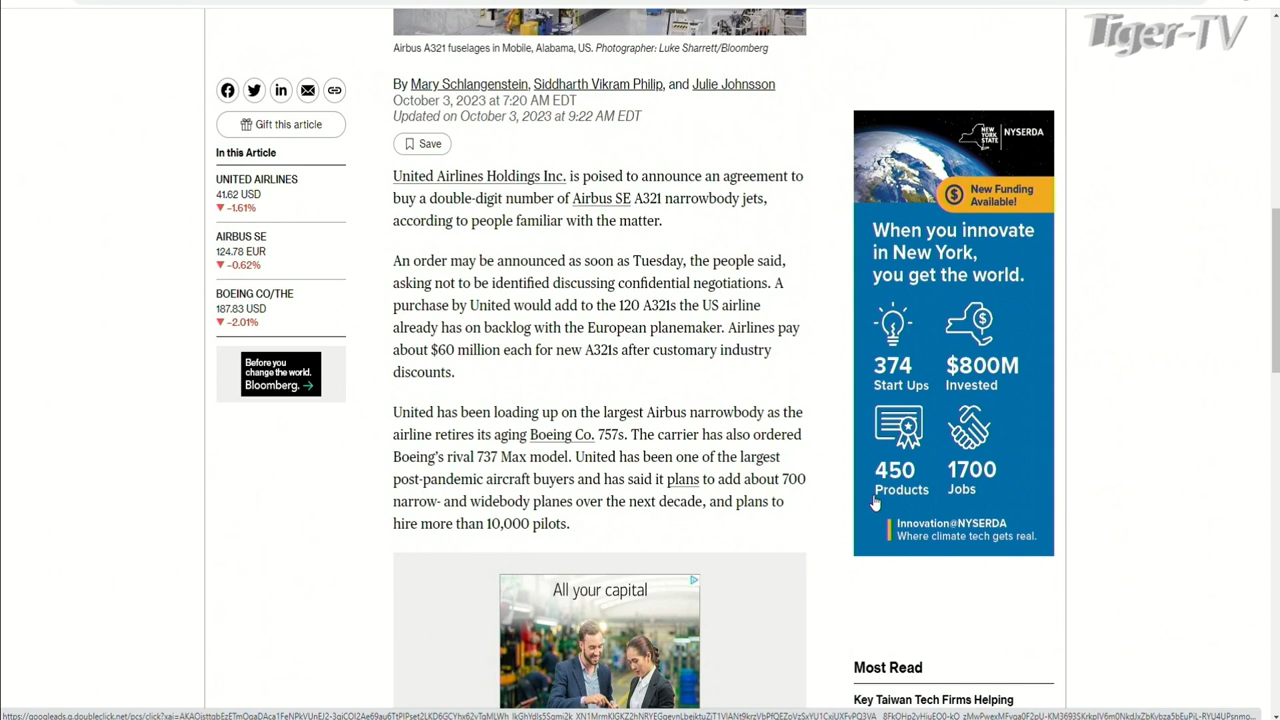 Tiger-TV
Airbus A321 fuselages in Mobile, Alabama, US. Photographer: Luke Sharrett/Bloomberg
By Mary Schlangenstein, Siddharth Vikram Philip, and Julie Johnsson
October 3, 2023 at 7:20 AM EDT
Updated on October 3, 2023 at 9:22 AM EDT
Save
Gift this article
In this Article
UNITED AIRLINES
41.62 USD
▼ -1.61%
AIRBUS SE
124.78 EUR
▼ -0.62%
BOEING CO/THE
187.83 USD
▼ -2.01%
Before you
change the world.
Bloomberg. →
United Airlines Holdings Inc. is poised to announce an agreement to
buy a double-digit number of Airbus SE A321 narrowbody jets,
according to people familiar with the matter.
An order may be announced as soon as Tuesday, the people said,
asking not to be identified discussing confidential negotiations. A
purchase by United would add to the 120 A321s the US airline
already has on backlog with the European planemaker. Airlines pay
about $60 million each for new A321s after customary industry
discounts.
United has been loading up on the largest Airbus narrowbody as the
airline retires its aging Boeing Co. 757s. The carrier has also ordered
Boeing's rival 737 Max model. United has been one of the largest
post-pandemic aircraft buyers and has said it plans to add about 700
narrow- and widebody planes over the next decade, and plans to
hire more than 10,000 pilots.
All your capital
NEW YORK STATE
NYSERDA
New Funding
Available!
When you innovate
in New York,
you get the world.
374
Start Ups
$800M
Invested
450
Products
1700
Jobs
Innovation@NYSERDA
Where climate tech gets real.
Most Read
Key Taiwan Tech Firms Helping